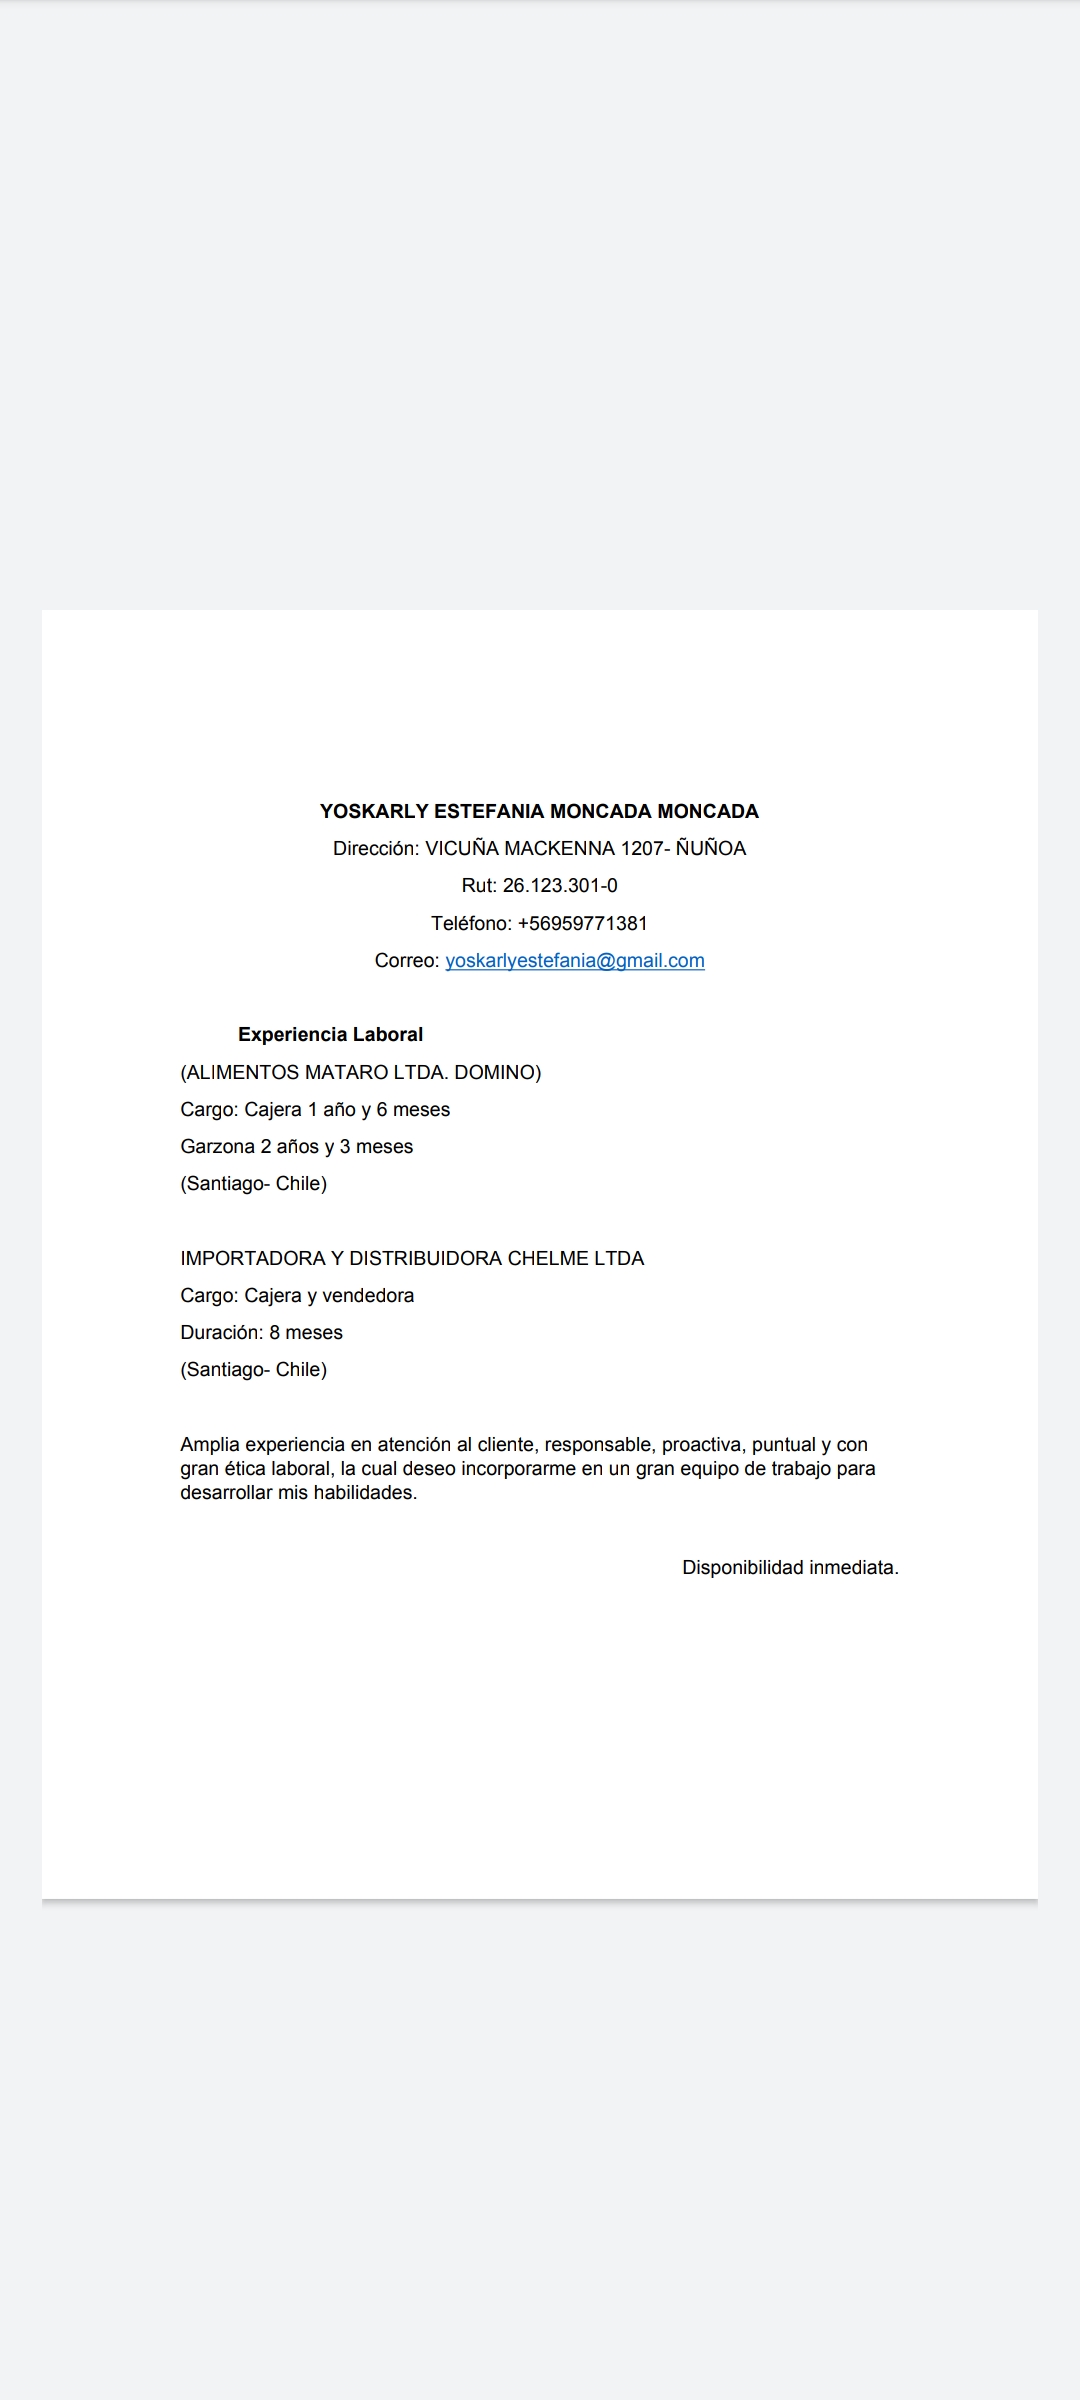 YOSKARLY ESTEFANIA MONCADA MONCADA
Dirección: VICUÑA MACKENNA 1207- ÑUÑOA
Rut: 26.123.301-0
Teléfono: +56959771381
Correo: yoskarlyestefania@gmail.com
Experiencia Laboral
(ALIMENTOS MATARO LTDA. DOMINO)
Cargo: Cajera 1 año y 6 meses
Garzona 2 años y 3 meses
(Santiago- Chile)
IMPORTADORA Y DISTRIBUIDORA CHELME LTDA
Cargo: Cajera y vendedora
Duración: 8 meses
(Santiago- Chile)
Amplia experiencia en atención al cliente, responsable, proactiva, puntual y con
gran ética laboral, la cual deseo incorporarme en un gran equipo de trabajo para
desarrollar mis habilidades.
Disponibilidad inmediata.